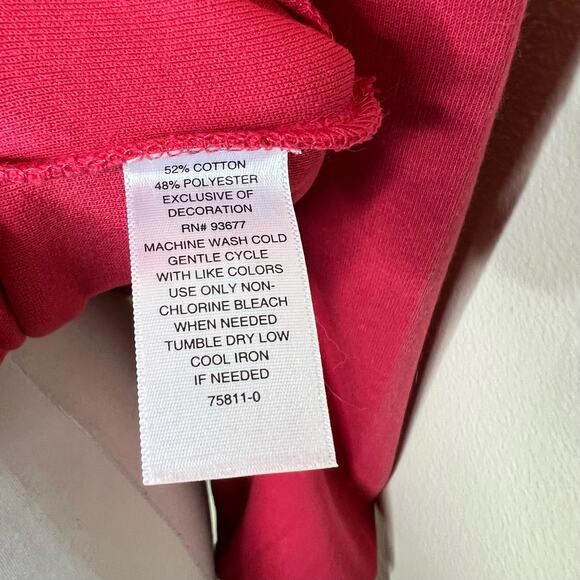 52% COTTON
48% POLYESTER
EXCLUSIVE OF
DECORATION
RN# 93677
MACHINE WASH COLD
GENTLE CYCLE
WITH LIKE COLORS
USE ONLY NON-
CHLORINE BLEACH
WHEN NEEDED
TUMBLE DRY LOW
COOL IRON
IF NEEDED
75811-0